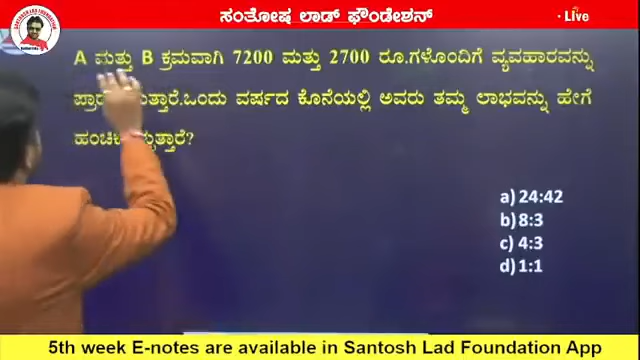 ಸಂತೋಷ ಲಾಡ್ ಫೌಂಡೇಶನ್
Live
A ಮತ್ತು B ಕ್ರಮವಾಗಿ 7200 ಮತ್ತು 2700 ರೂ.ಗಳೊಂದಿಗೆ ವ್ಯವಹಾರವನ್ನು
ಒಂದು ವರ್ಷದ ಕೊನೆಯಲ್ಲಿ ಅವರು ತಮ್ಮ ಲಾಭವನ್ನು ಹೇಗೆ
a) 24:42
b) 8:3
c) 4:3
d) 1:1
5th week E-notes are available in Santosh Lad Foundation App